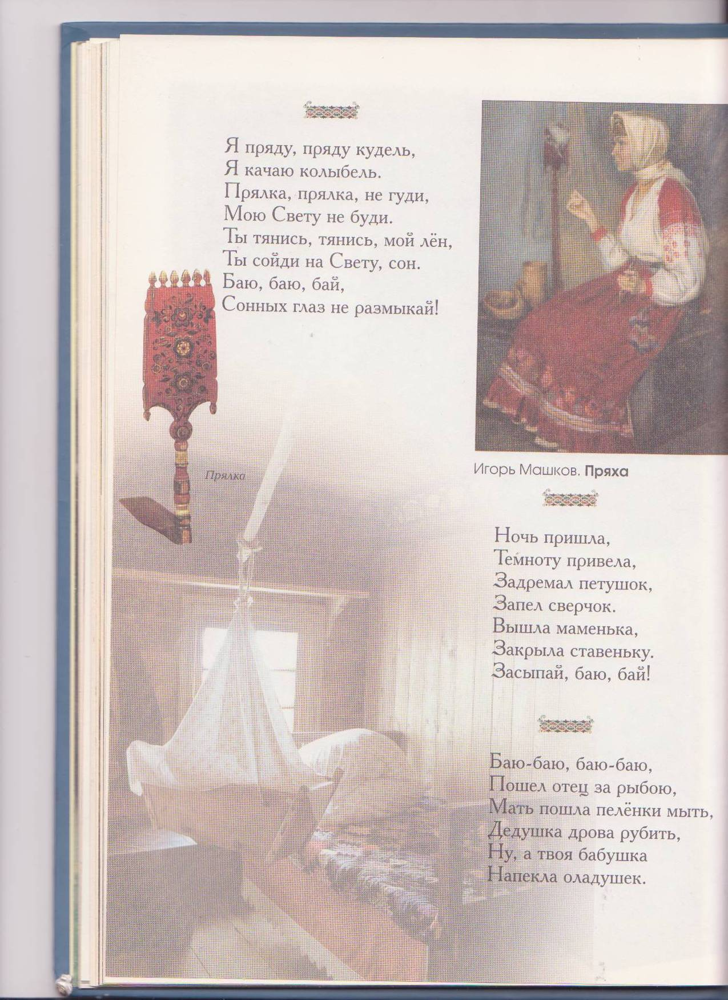 Я пряду, пряду кудель,
Я качаю колыбель.
Прялка, прялка, не гуди,
Мою Свету не буди.
Ты тянись, тянись, мой лён,
Ты сойди на Свету, сон.
Баю, баю, бай,
Сонных глаз не размыкай!
Прялка
Игорь Машков. Пряха
Ночь пришла,
Темноту привела,
Задремал петушок,
Запел сверчок.
Вышла маменька,
Закрыла ставеньку.
Засыпай, баю, бай!
Баю-баю, баю-баю,
Пошел отец за рыбою,
Мать пошла пелёнки мыть,
Дедушка дрова рубить,
Ну, а твоя бабушка
Напекла оладушек.